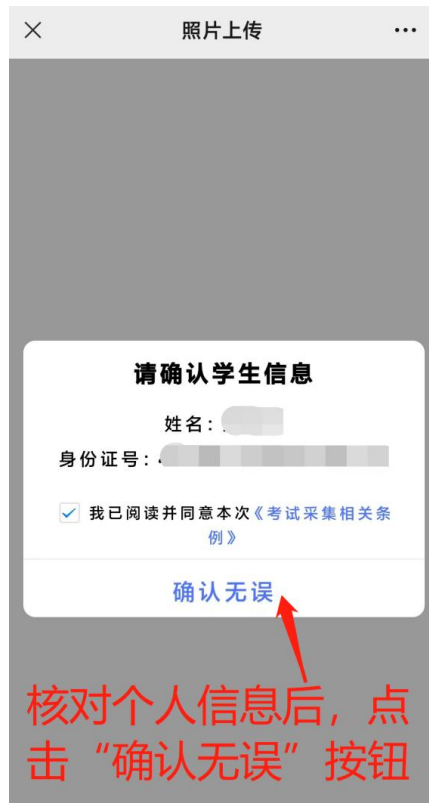 照片上传
请确认学生信息
姓名：
身份证号：
我已阅读并同意本次《考试采集相关条
例》
确认无误
核对个人信息后，点
击“确认无误”按钮